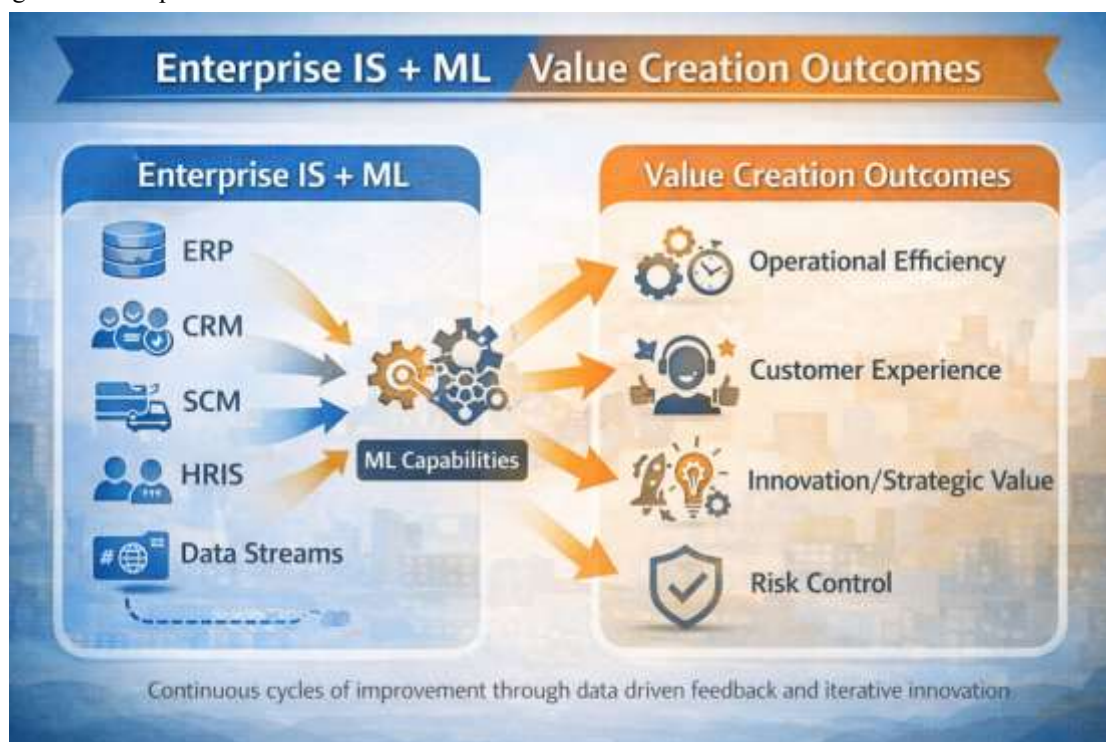 Enterprise IS + ML Value Creation Outcomes
Enterprise IS + ML
ERP
CRM
SCM
HRIS
Data Streams
ML Capabilities
Value Creation Outcomes
Operational Efficiency
Customer Experience
Innovation/Strategic Value
Risk Control
Continuous cycles of improvement through data driven feedback and iterative innovation